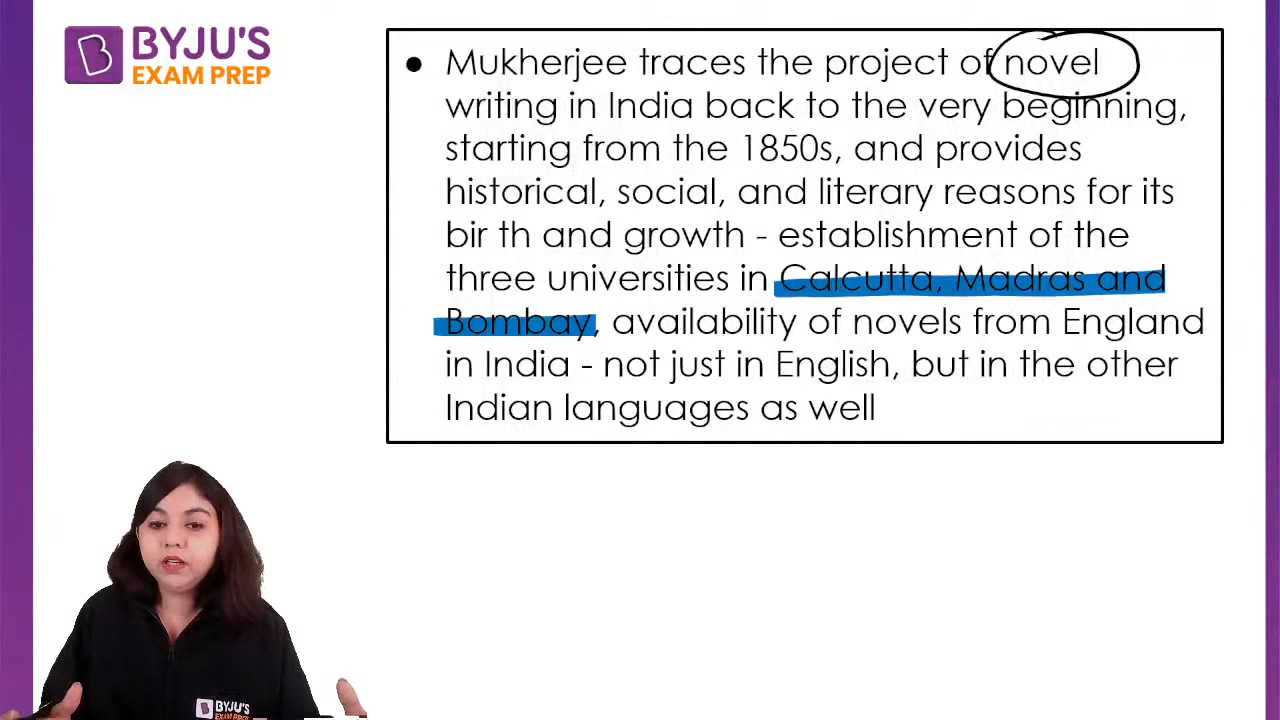 BYJU'S
EXAM PREP
● Mukherjee traces the project of novel
writing in India back to the very beginning,
starting from the 1850s, and provides
historical, social, and literary reasons for its
bir th and growth - establishment of the
three universities in Calcutta, Madras and
Bombay, availability of novels from England
in India - not just in English, but in the other
Indian languages as well
BYJU'S
EXAM PREP